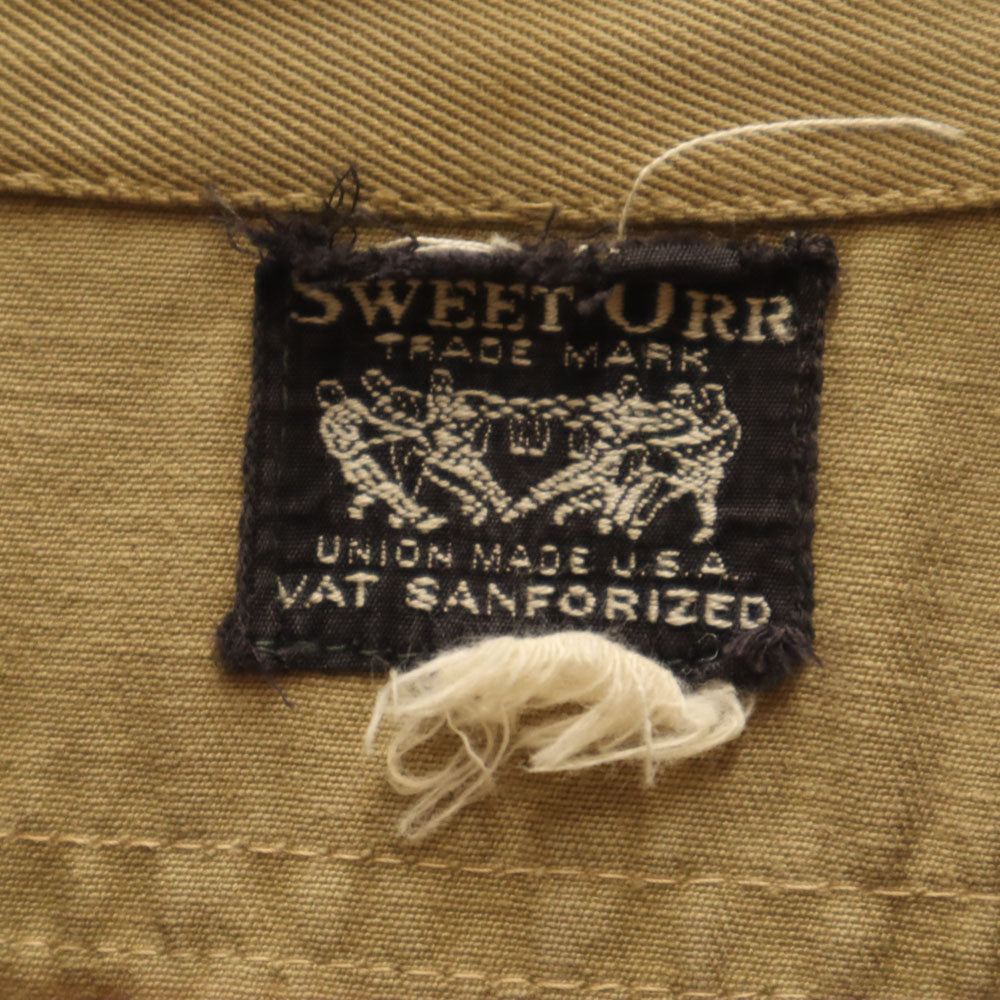 SWEET ORR
TRADE MARK
UNION MADE U.S.A.
VAT SANFORIZED